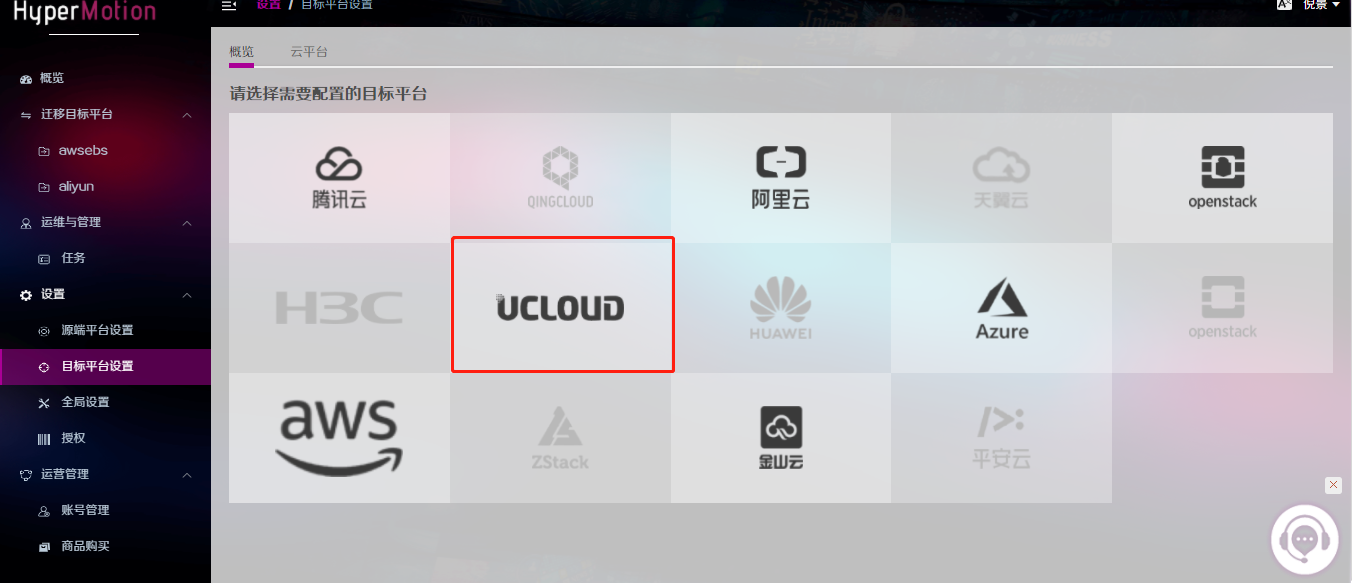 HyperMotion
设置 / 目标平台设置
悦景
概览
迁移目标平台
awsebs
aliyun
运维与管理
任务
设置
源端平台设置
目标平台设置
全局设置
授权
运营管理
账号管理
商品购买
概览 云平台
请选择需要配置的目标平台
腾讯云
QINGCLOUD
阿里云
天翼云
openstack
H3C
UCLOUD
HUAWEI
Azure
openstack
aws
ZStack
金山云
平安云